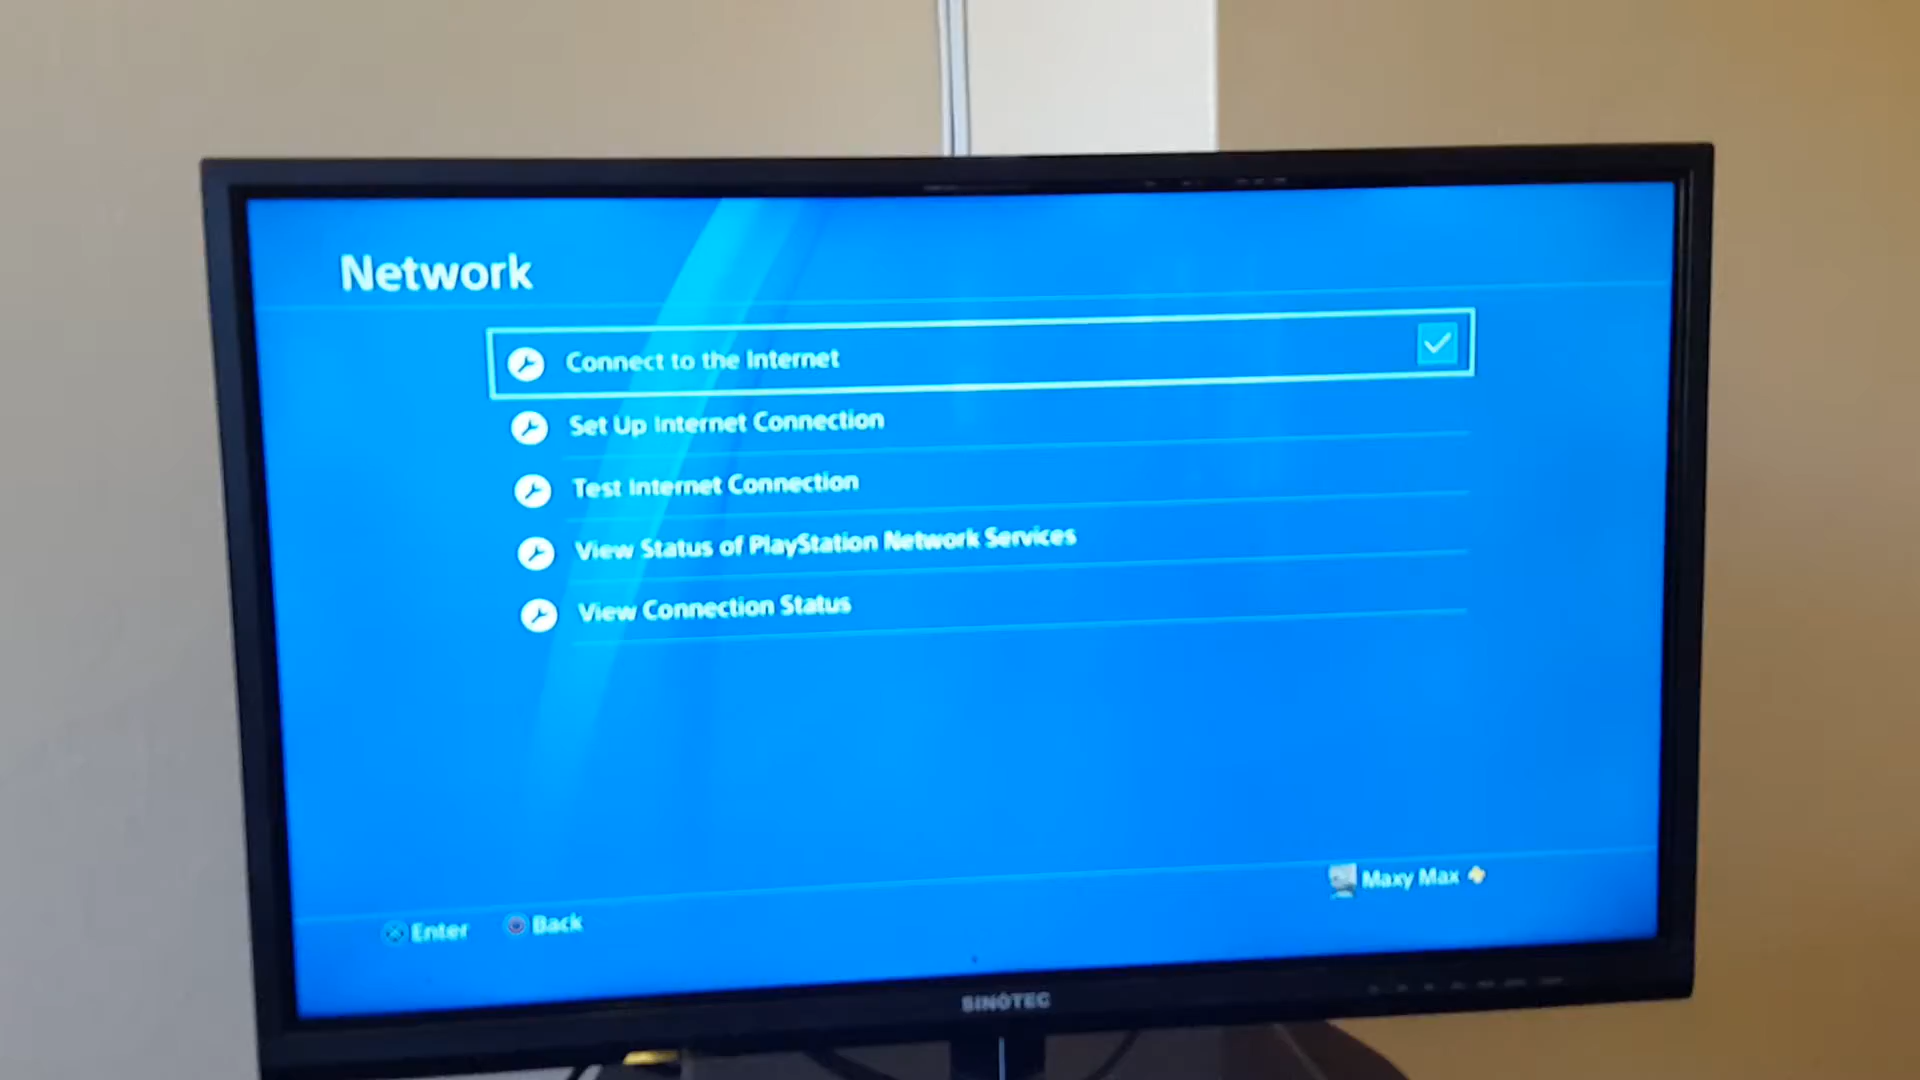 Network
Connect to the Internet
Set Up Internet Connection
Test Internet Connection
View Status of PlayStation Network Services
View Connection Status
Maxy Max
Enter
Back
SINOTEC